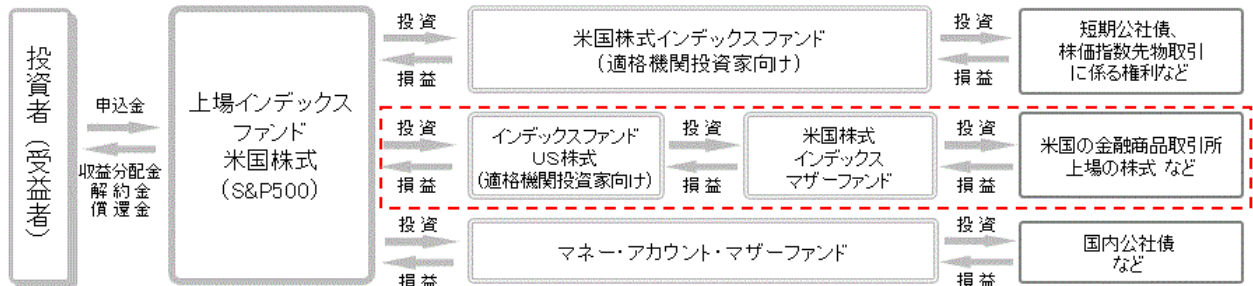 投資者（受益者）
申込金
収益分配金
解約金
償還金
上場インデックス
ファンド
米国株式
（S&P500）
投資
損益
米国株式インデックスファンド
（適格機関投資家向け）
投資
損益
短期公社債、
株価指数先物取引
に係る権利など
投資
損益
インデックスファンド
US株式
（適格機関投資家向け）
投資
損益
米国株式
インデックス
マザーファンド
投資
損益
米国の金融商品取引所
上場の株式 など
投資
損益
マネー・アカウント・マザーファンド
投資
損益
国内公社債
など